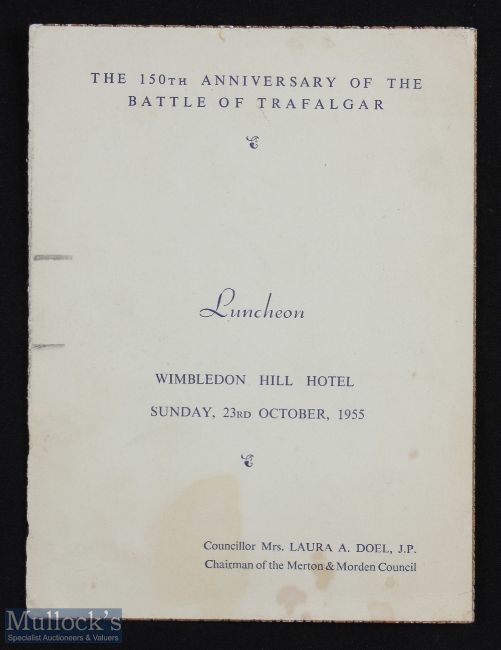 THE 150TH ANNIVERSARY OF THE
BATTLE OF TRAFALGAR
Luncheon
WIMBLEDON HILL HOTEL
SUNDAY, 23RD OCTOBER, 1955
Councillor Mrs. LAURA A. DOEL, J.P.
Chairman of the Merton & Morden Council
Mullock's
Specialist Auctioneers & Valuers